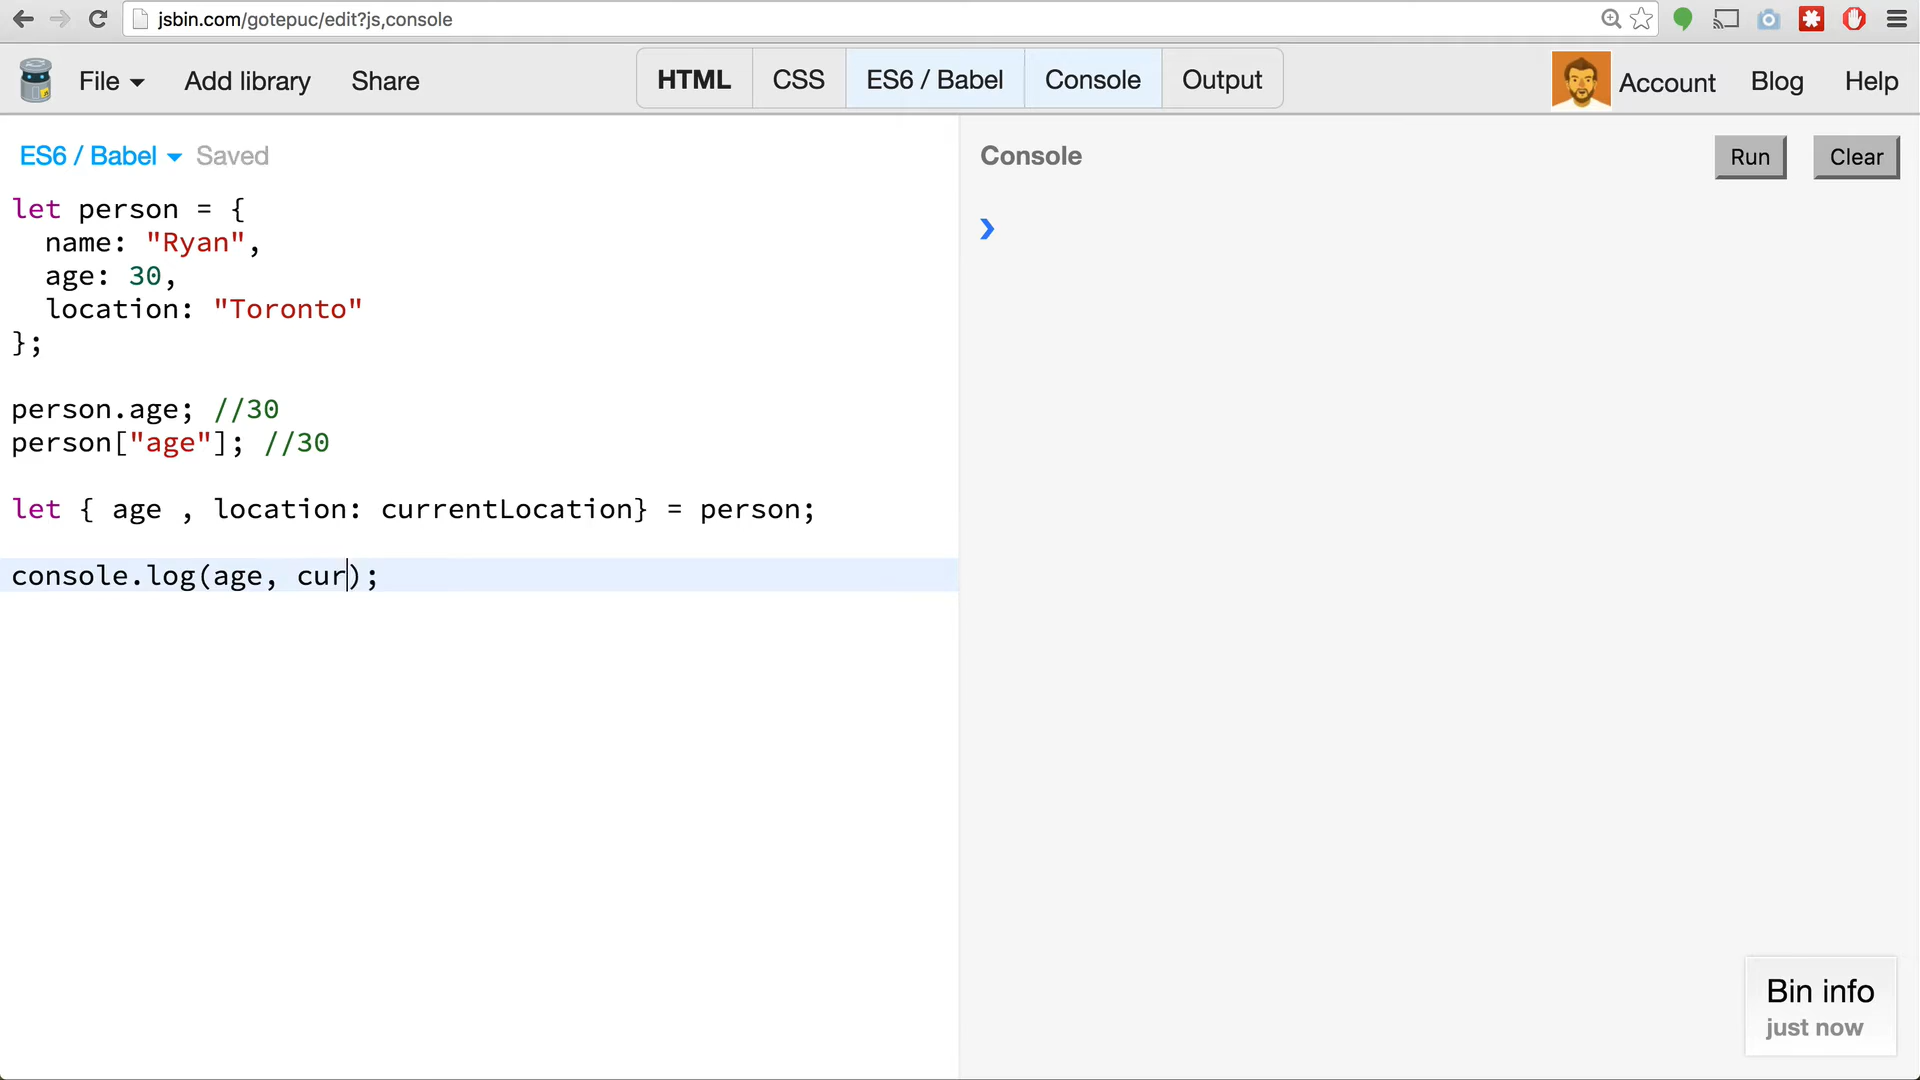 jsbin.com/gotepuc/edit?js,console
File Add library Share HTML CSS ES6 / Babel Console Output Account Blog Help
ES6 / Babel Saved
let person = {
  name: "Ryan",
  age: 30,
  location: "Toronto"
};
person.age; //30
person["age"]; //30
let { age , location: currentLocation} = person;
console.log(age, cur);
Console Run Clear
Bin info
just now